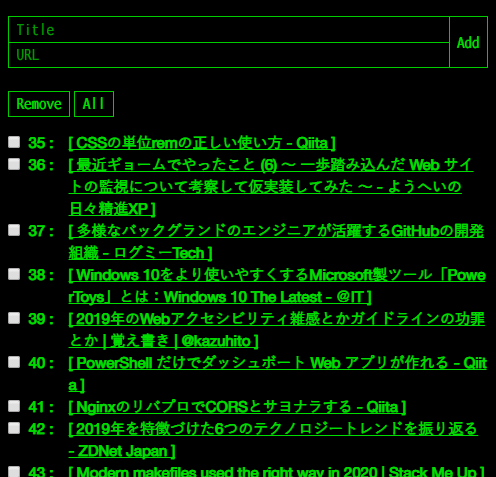 Title
Add
URL
Remove All
35 : [ CSSの単位remの正しい使い方 - Qiita ]
36 : [ 最近ギョームでやったこと (6) 〜 一歩踏み込んだ Web サイ
トの監視について考察して仮実装してみた 〜 - ようへいの
日々精進XP ]
37 : [ 多様なバックグランドのエンジニアが活躍するGitHubの開発
組織 - ログミーTech ]
38 : [ Windows 10をより使いやすくするMicrosoft製ツール「Powe
rToys」とは：Windows 10 The Latest - @IT ]
39 : [ 2019年のWebアクセシビリティ雑感とかガイドラインの功罪
とか | 覚え書き | @kazuhito ]
40 : [ PowerShell だけでダッシュボート Web アプリが作れる - Qiit
a ]
41 : [ NginxのリバプロでCORSとサヨナラする - Qiita ]
42 : [ 2019年を特徴づけた6つのテクノロジートレンドを振り返る
- ZDNet Japan ]
43 : [ Modern makefiles used the right way in 2020 | Stack Me Up ]